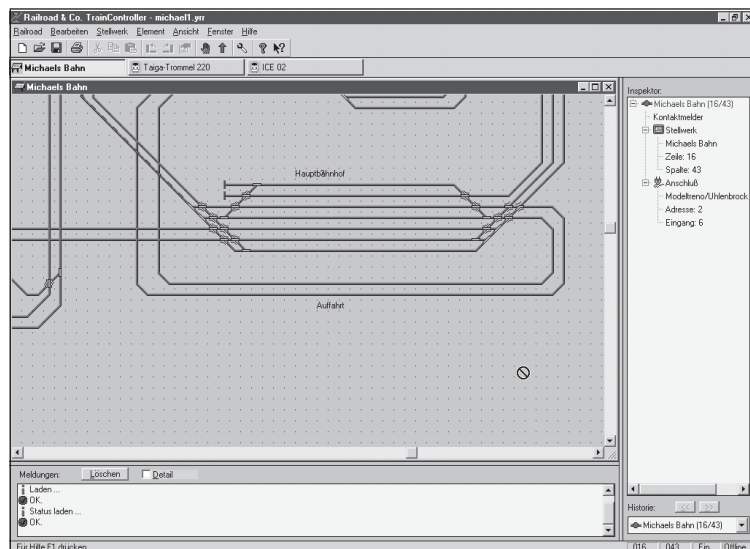 Railroad & Co. TrainController - michael1.yrr
Railroad Bearbeiten Stellwerk Element Ansicht Fenster Hilfe
Michaels Bahn Taiga-Trommel 220 ICE 02
Michaels Bahn
Hauptbahnhof
Auffahrt
Inspektor:
Michaels Bahn (16/43)
Kontaktmelder
Stellwerk
Michaels Bahn
Zeile: 16
Spalte: 43
Anschluß
Modeltreno/Uhlenbrock
Adresse: 2
Eingang: 6
Meldungen: Löschen Detail
Laden ...
OK.
Status laden ...
OK.
Historie: << >>
Michaels Bahn (16/43)
Für Hilfe F1 drücken 016 043 Ein Offline